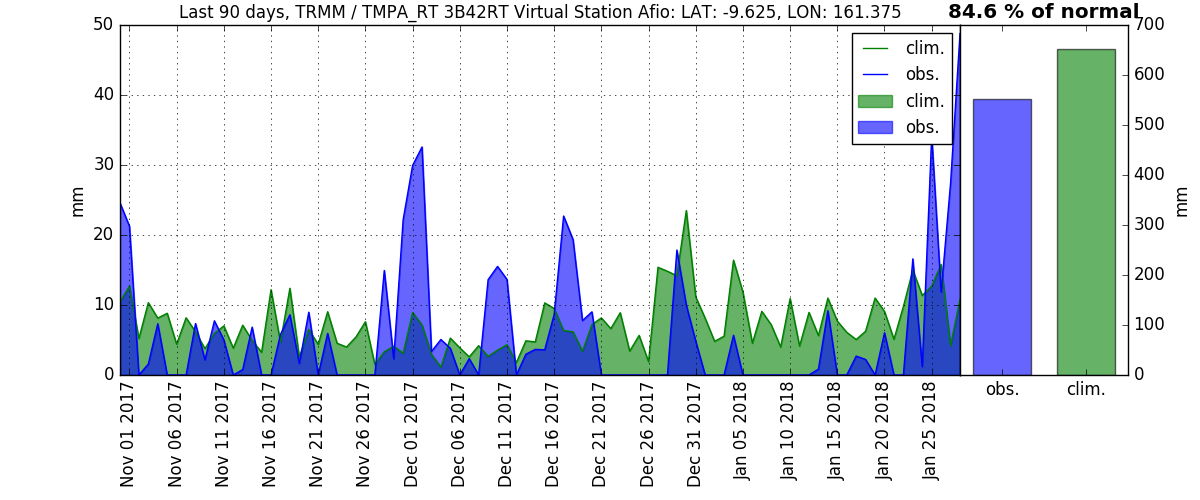 Last 90 days, TRMM / TMPA_RT 3B42RT Virtual Station Afio: LAT: -9.625, LON: 161.375
84.6 % of normal
50
40
30
20
10
0
mm
clim.
obs.
clim.
obs.
Nov 01 2017
Nov 06 2017
Nov 11 2017
Nov 16 2017
Nov 21 2017
Nov 26 2017
Dec 01 2017
Dec 06 2017
Dec 11 2017
Dec 16 2017
Dec 21 2017
Dec 26 2017
Dec 31 2017
Jan 05 2018
Jan 10 2018
Jan 15 2018
Jan 20 2018
Jan 25 2018
700
600
500
400
300
200
100
0
mm
obs.
clim.